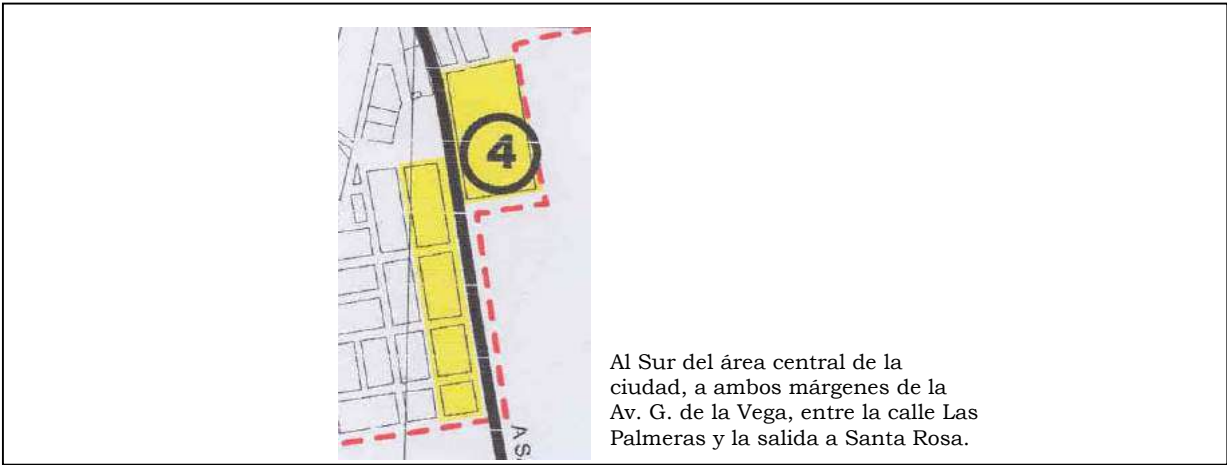 4
A S
Al Sur del área central de la
ciudad, a ambos márgenes de la
Av. G. de la Vega, entre la calle Las
Palmeras y la salida a Santa Rosa.